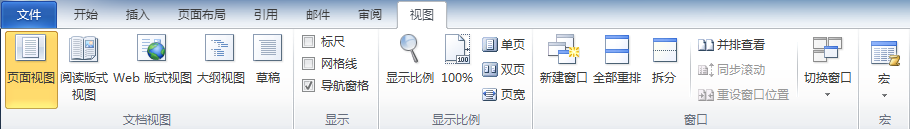 文件 开始 插入 页面布局 引用 邮件 审阅 视图
页面视图 阅读版式视图 Web 版式视图 大纲视图 草稿
文档视图
标尺
网格线
导航窗格
显示
显示比例 100% 100
单页
双页
页宽
显示比例
新建窗口 全部重排 拆分
并排查看
同步滚动
重设窗口位置
切换窗口
窗口
宏
宏